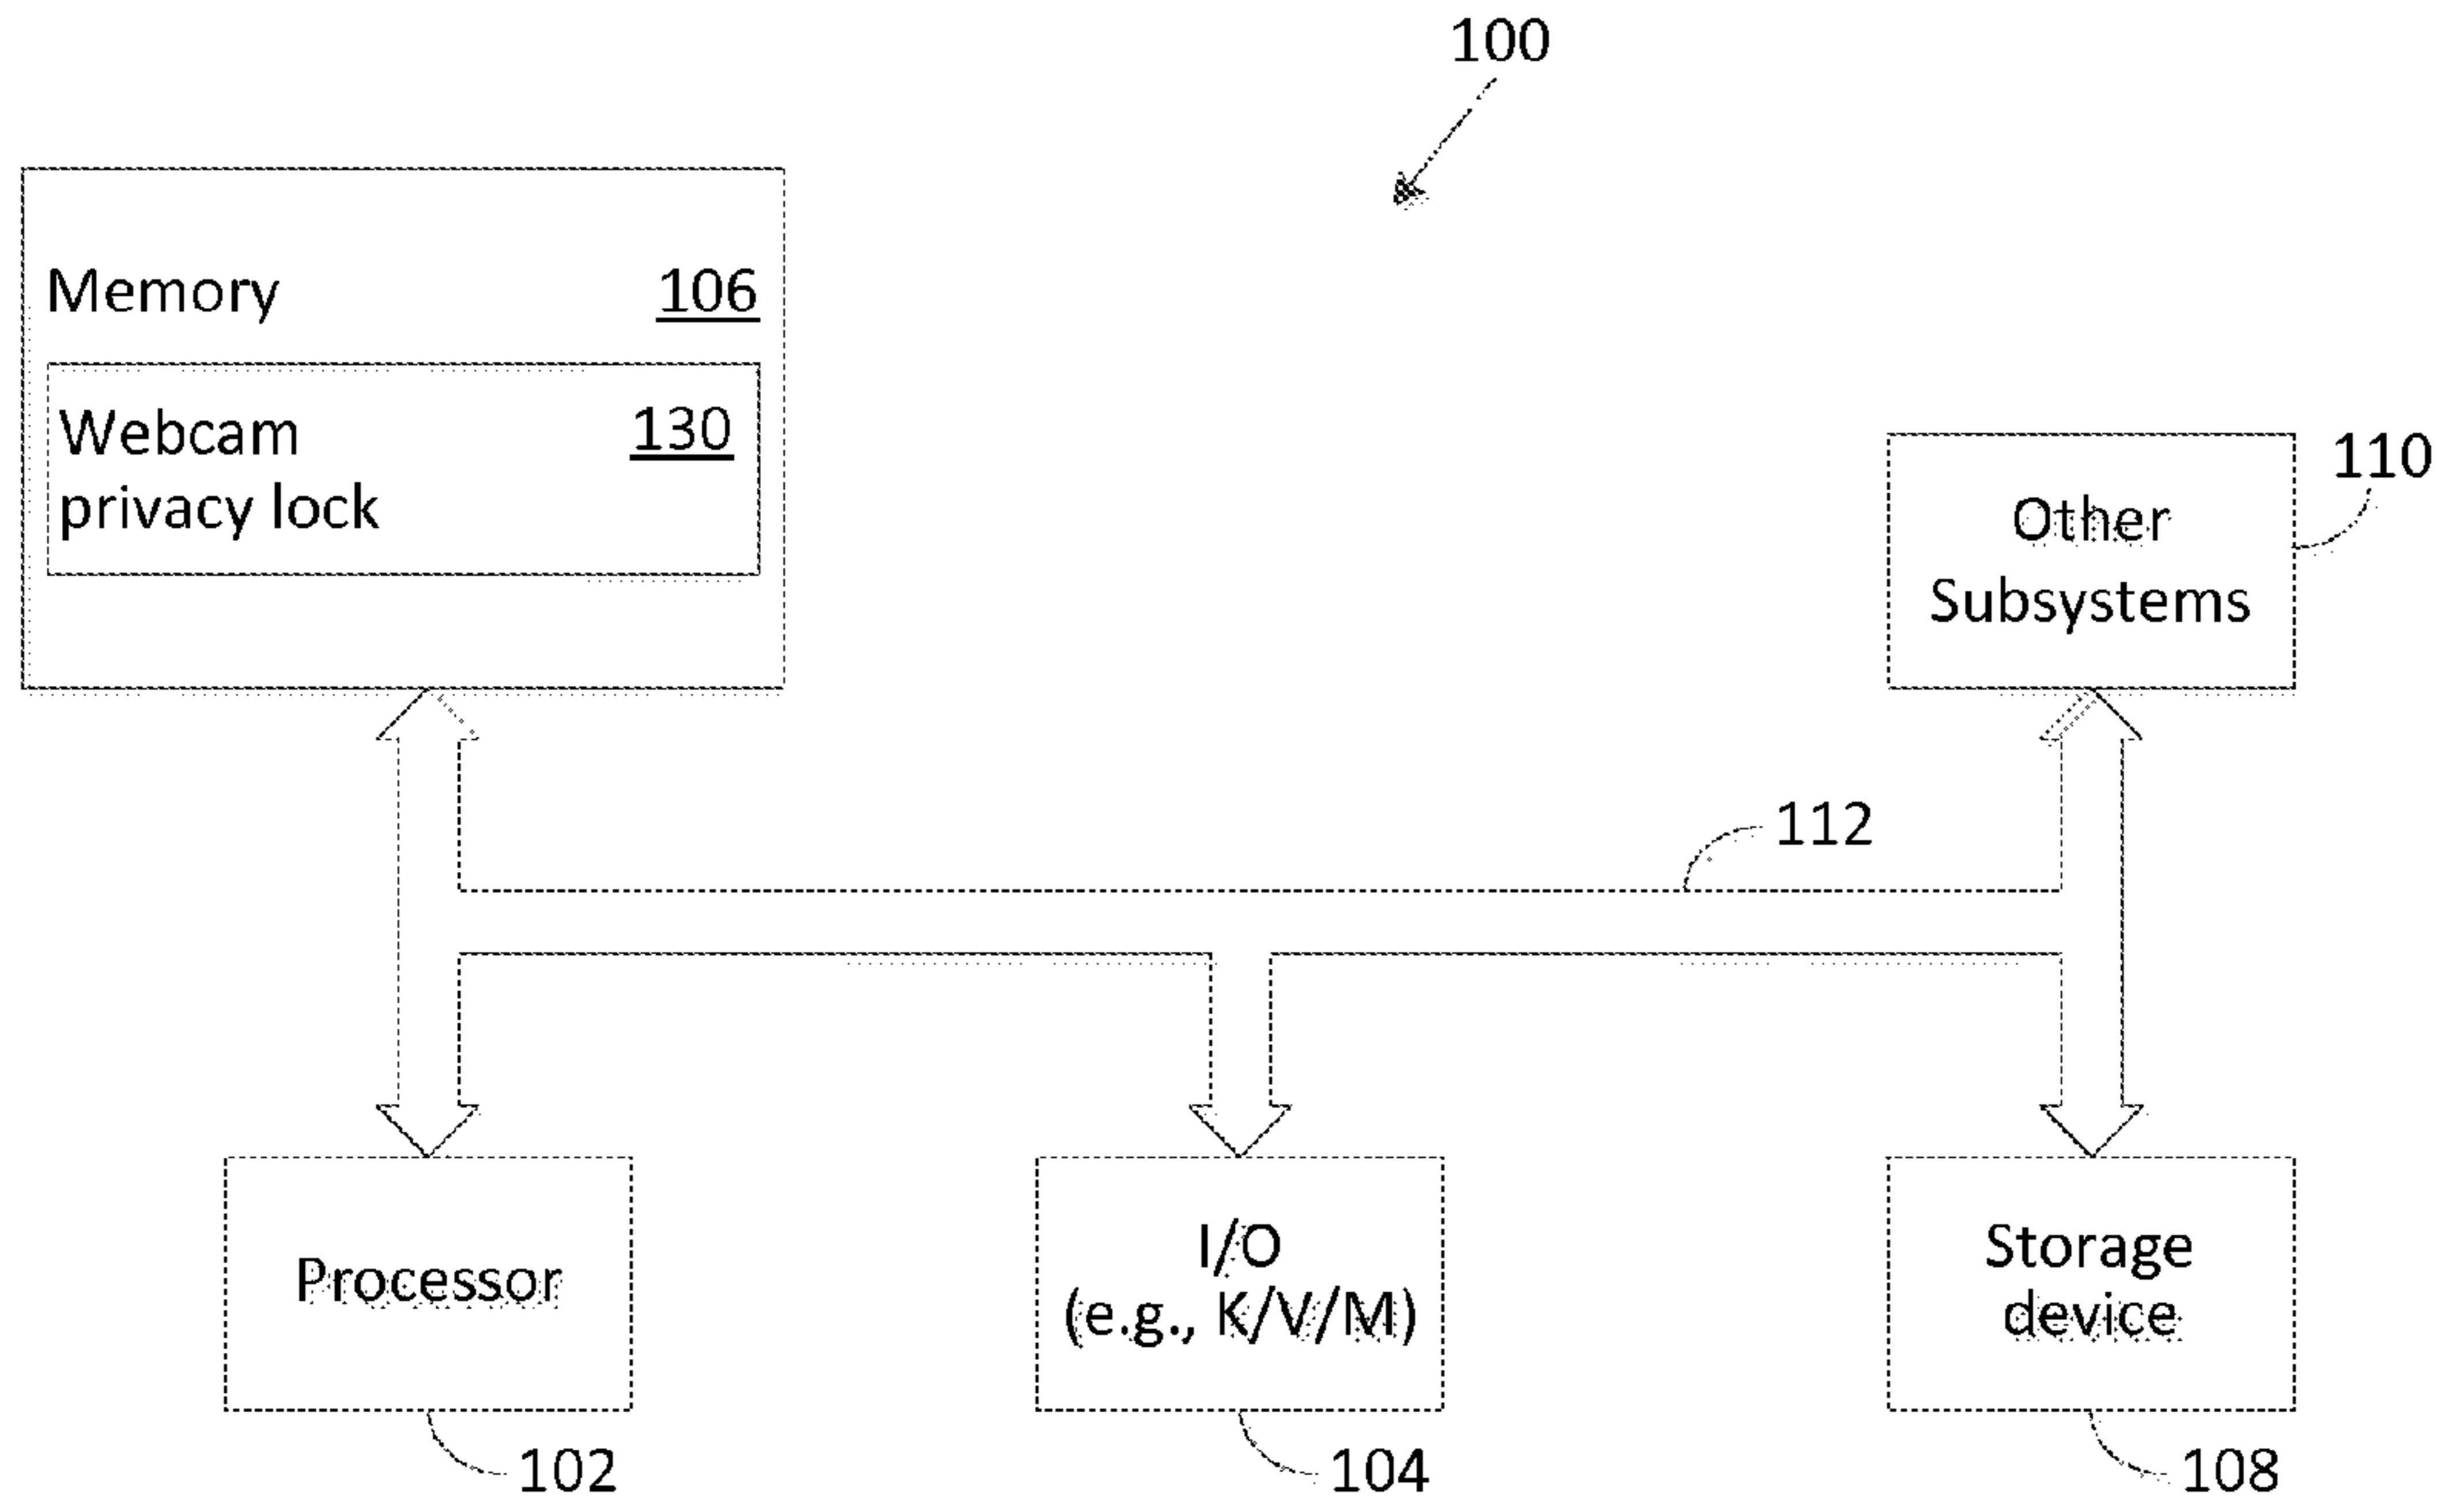 100
Memory 106
Webcam 130
privacy lock
Other
Subsystems
110
112
Processor
I/O
(e.g., K/V/M)
Storage
device
102
104
108